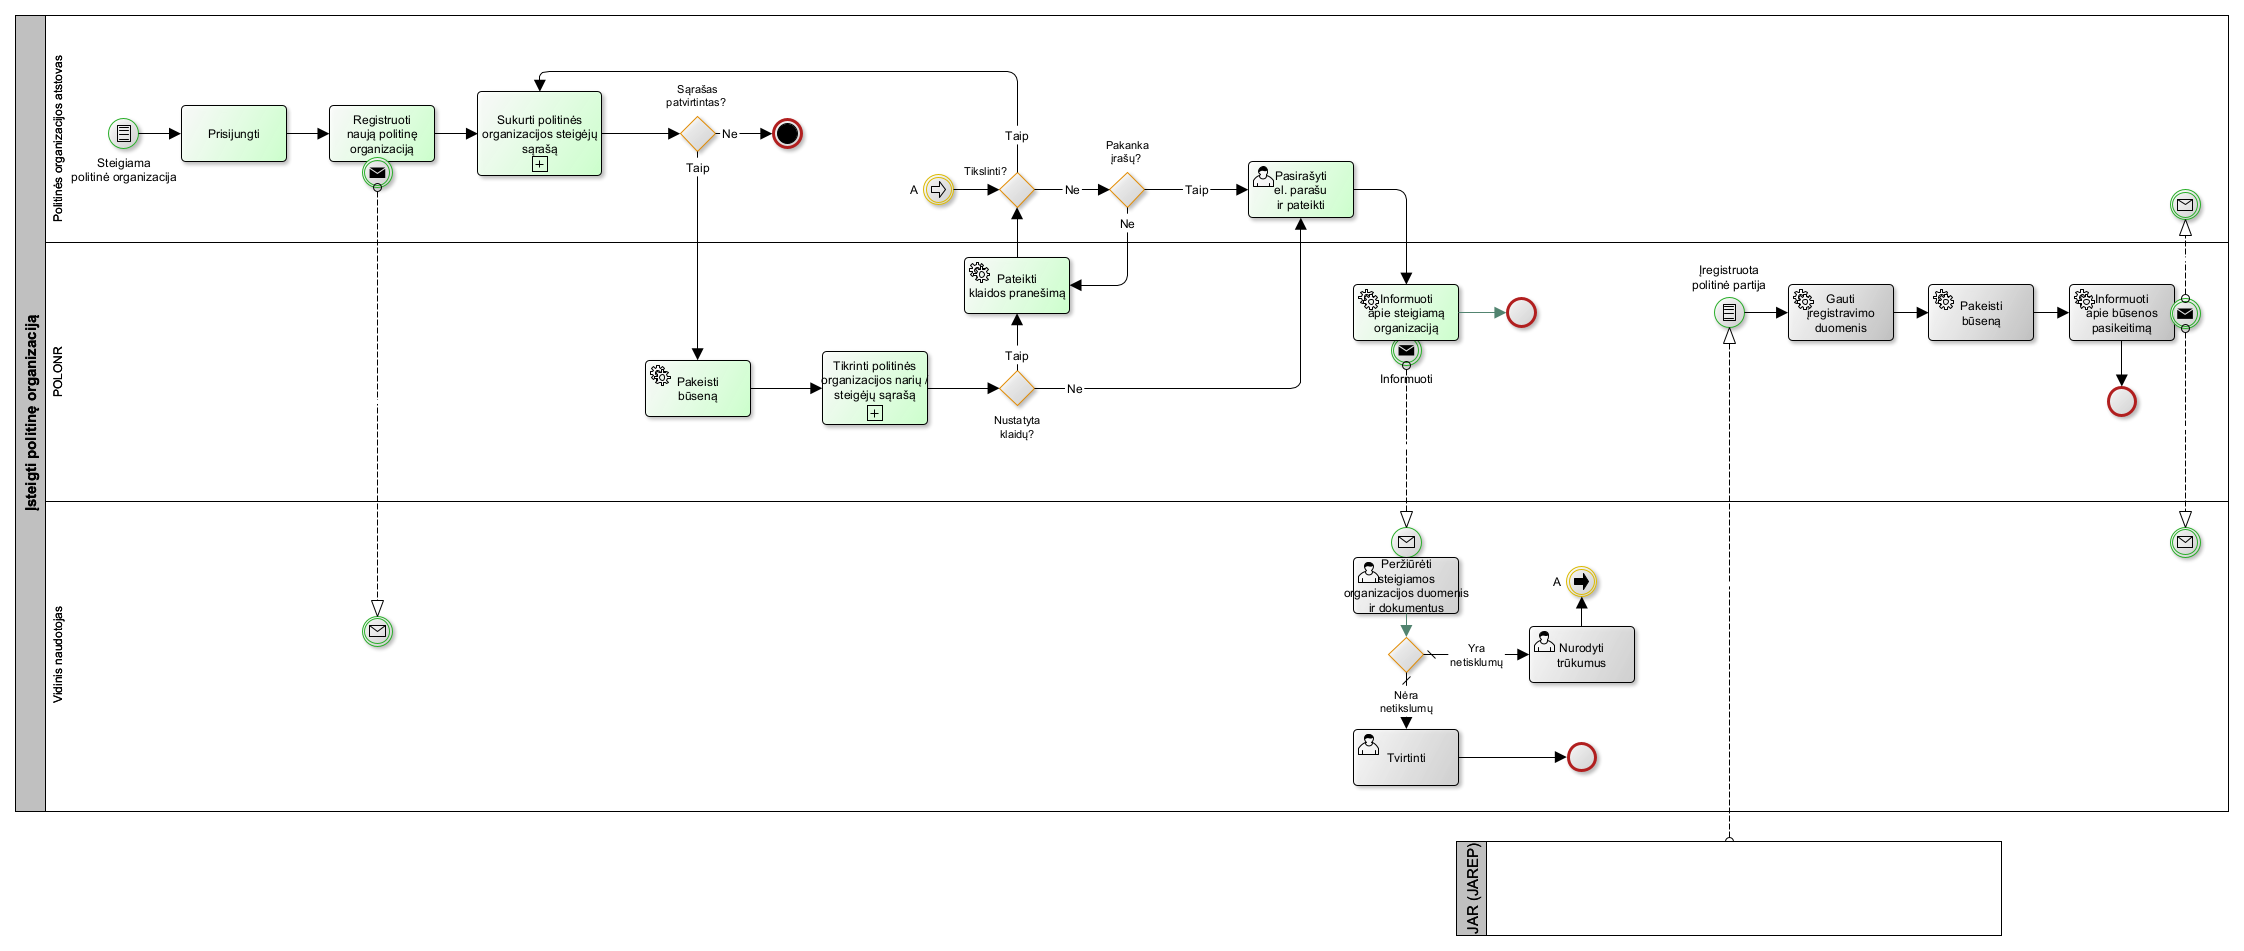 Įsteigti politinę organizaciją
Politinės organizacijos atstovas
Steigiama
politinė organizacija
Prisijungti
Registruoti
naują politinę
organizaciją
Sukurti politinės
organizacijos steigėjų
sąrašą
Sąrašas
patvirtintas?
Ne
Taip
A
Tikslinti?
Taip
Ne
Pakanka
įrašų?
Taip
Ne
Pasirašyti
el. parašu
ir pateikti
POLONR
Pakeisti
būseną
Tikrinti politinės
organizacijos narių /
steigėjų sąrašą
Pateikti
klaidos pranešimą
Taip
Ne
Nustatyta
klaidų?
Informuoti
apie steigiamą
organizaciją
Informuoti
Įregistruota
politinė partija
Gauti
įregistravimo
duomenis
Pakeisti
būseną
Informuoti
apie būsenos
pasikeitimą
Vidinis naudotojas
Peržiūrėti
steigiamos
organizacijos duomenis
ir dokumentus
Yra
netisklumų
Nurodyti
trūkumus
A
Nėra
netikslumų
Tvirtinti
JAR (JAREP)